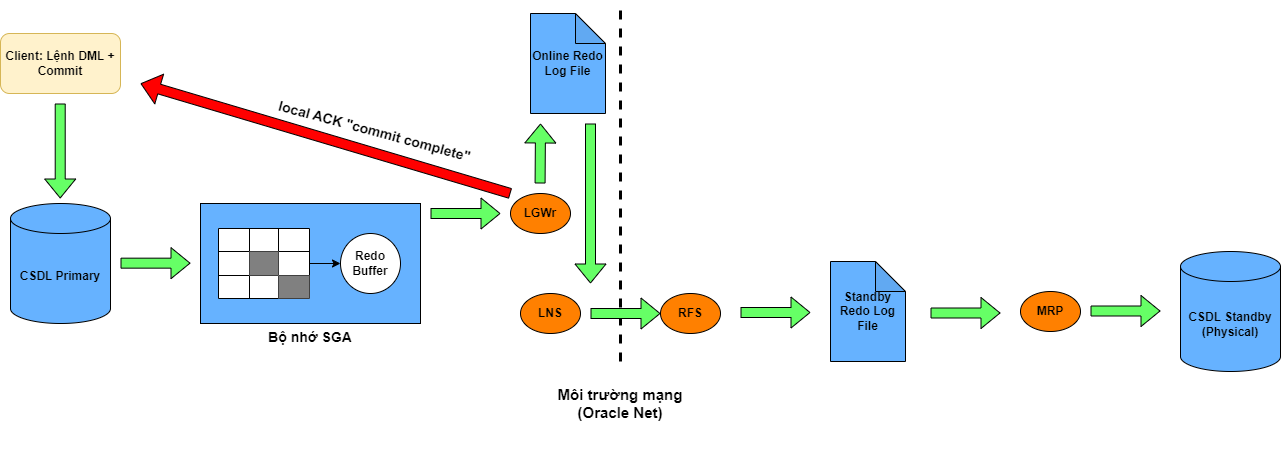 Client: Lệnh DML +
Commit
local ACK "commit complete"
Online Redo
Log File
LGWr
CSDL Primary
Redo
Buffer
Bộ nhớ SGA
LNS
RFS
Standby
Redo Log
File
MRP
CSDL Standby
(Physical)
Môi trường mạng
(Oracle Net)